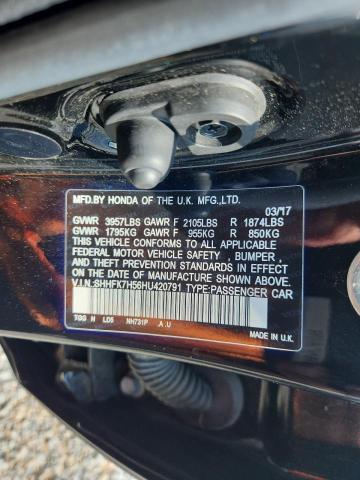 MFD.BY HONDA OF THE U.K. MFG.,LTD.
03/17
GVWR 3957LBS GAWR F 2105LBS R 1874LBS
GVWR 1795KG GAWR F 955KG R 850KG
THIS VEHICLE CONFORMS TO ALL APPLICABLE
FEDERAL MOTOR VEHICLE SAFETY , BUMPER ,
AND THEFT PREVENTION STANDARDS IN EFFECT
ON THE DATE OF MANUFACTURE SHOWN ABOVE.
V.I.N.:SHHFK7H56HU420791 TYPE:PASSENGER CAR
MADE IN U.K.
TGG N LD5 NH731P .A .U